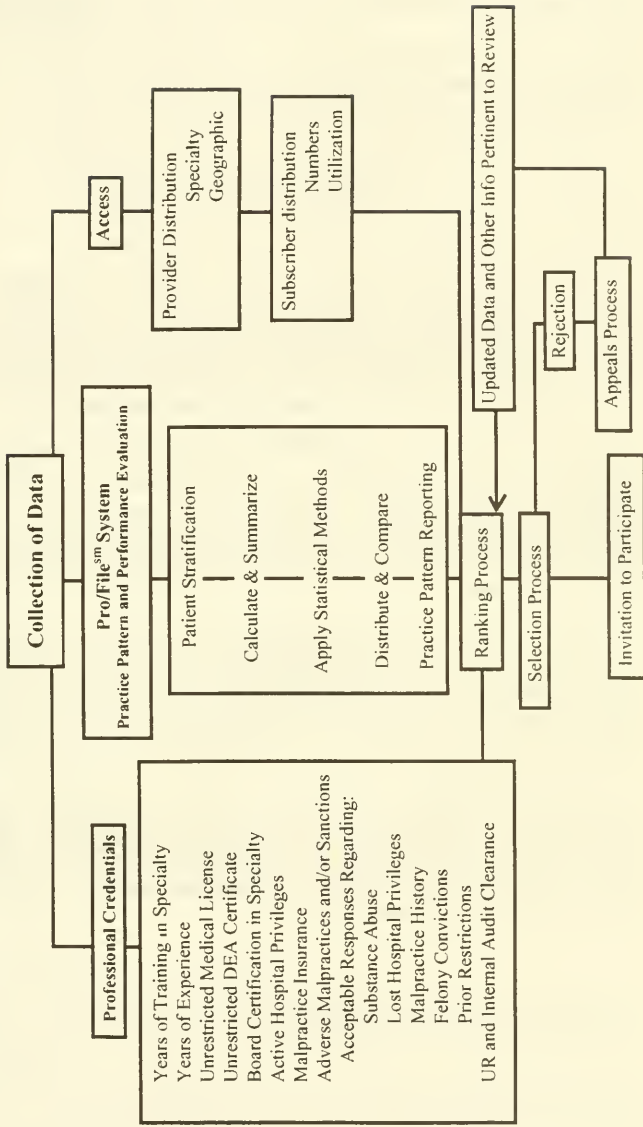 Collection of Data
Professional Credentials
Years of Training in Specialty
Years of Experience
Unrestricted Medical License
Unrestricted DEA Certificate
Board Certification in Specialty
Active Hospital Privileges
Malpractice Insurance
Adverse Malpractices and/or Sanctions
Acceptable Responses Regarding:
Substance Abuse
Lost Hospital Privileges
Malpractice History
Felony Convictions
Prior Restrictions
UR and Internal Audit Clearance
Pro/File℠ System
Practice Pattern and Performance Evaluation
Patient Stratification
Calculate & Summarize
Apply Statistical Methods
Distribute & Compare
Practice Pattern Reporting
Access
Provider Distribution
Specialty
Geographic
Subscriber distribution
Numbers
Utilization
Ranking Process
Updated Data and Other Info Pertinent to Review
Selection Process
Rejection
Appeals Process
Invitation to Participate